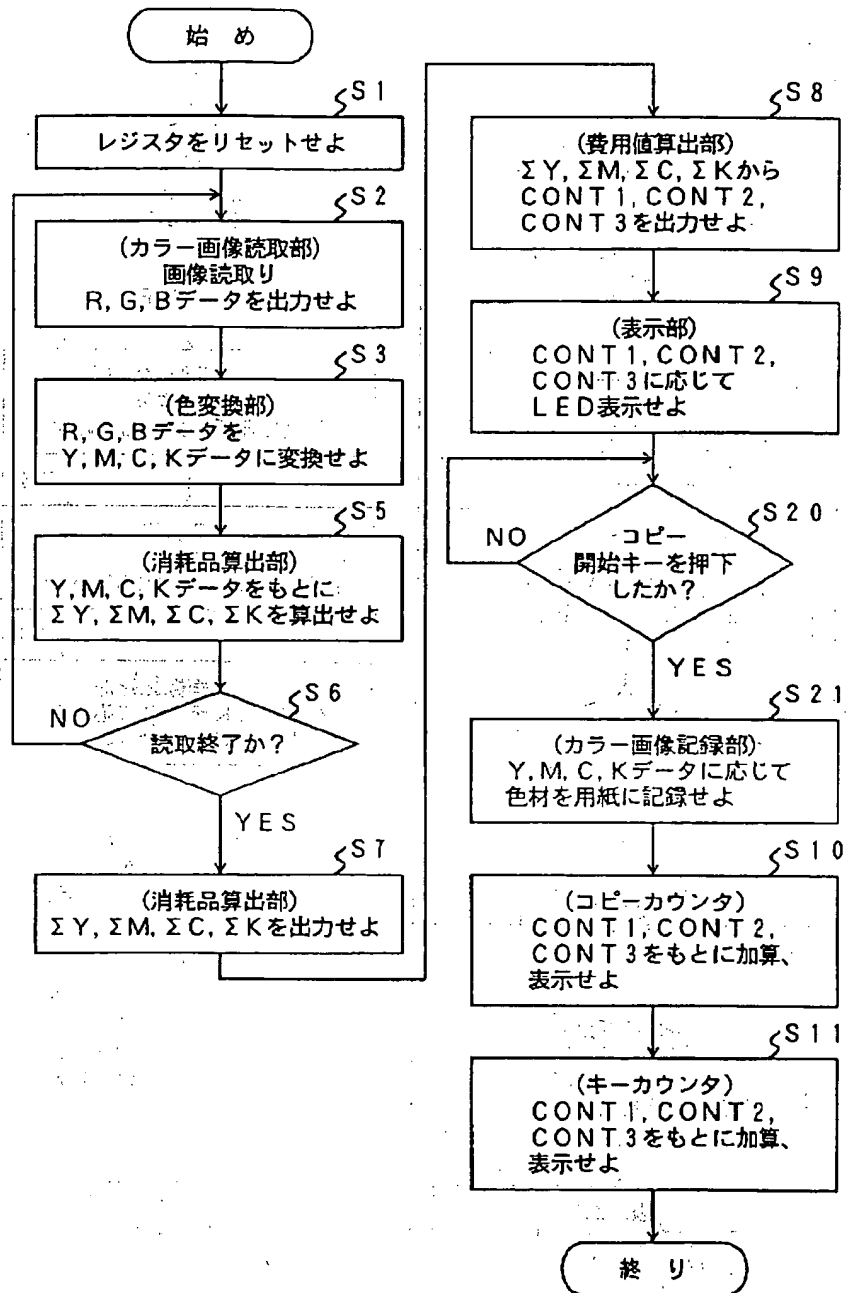 始 め
S1
レジスタをリセットせよ
S2
(カラー画像読取部)
画像読取り
R, G, Bデータを出力せよ
S3
(色変換部)
R, G, Bデータを
Y, M, C, Kデータに変換せよ
S5
(消耗品算出部)
Y, M, C, Kデータをもとに
ΣY, ΣM, ΣC, ΣKを算出せよ
S6
読取終了か?
NO
YES
S7
(消耗品算出部)
ΣY, ΣM, ΣC, ΣKを出力せよ
S8
(費用値算出部)
ΣY, ΣM, ΣC, ΣKから
CONT1, CONT2,
CONT3を出力せよ
S9
(表示部)
CONT1, CONT2,
CONT3に応じて
LED表示せよ
S20
コピー
開始キーを押下
したか?
NO
YES
S21
(カラー画像記録部)
Y, M, C, Kデータに応じて
色材を用紙に記録せよ
S10
(コピーカウンタ)
CONT1, CONT2,
CONT3をもとに加算、
表示せよ
S11
(キーカウンタ)
CONT1, CONT2,
CONT3をもとに加算、
表示せよ
終 り